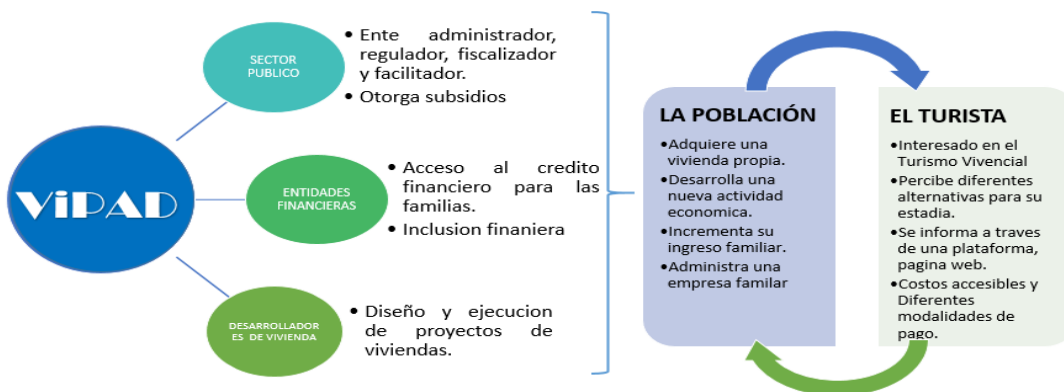 ViPAD
SECTOR
PUBLICO
• Ente administrador,
regulador, fiscalizador
y facilitador.
• Otorga subsidios
ENTIDADES
FINANCIERAS
• Acceso al credito
financiero para las
familias.
• Inclusion finaniera
DESARROLLADOR
ES DE VIVIENDA
• Diseño y ejecucion
de proyectos de
viviendas.
LA POBLACIÓN
•Adquiere una
vivienda propia.
•Desarrolla una
nueva actividad
economica.
•Incrementa su
ingreso familiar.
•Administra una
empresa familar
EL TURISTA
•Interesado en el
Turismo Vivencial
•Percibe diferentes
alternativas para su
estadia.
•Se informa a traves
de una plataforma,
pagina web.
•Costos accesibles y
Diferentes
modalidades de
pago.